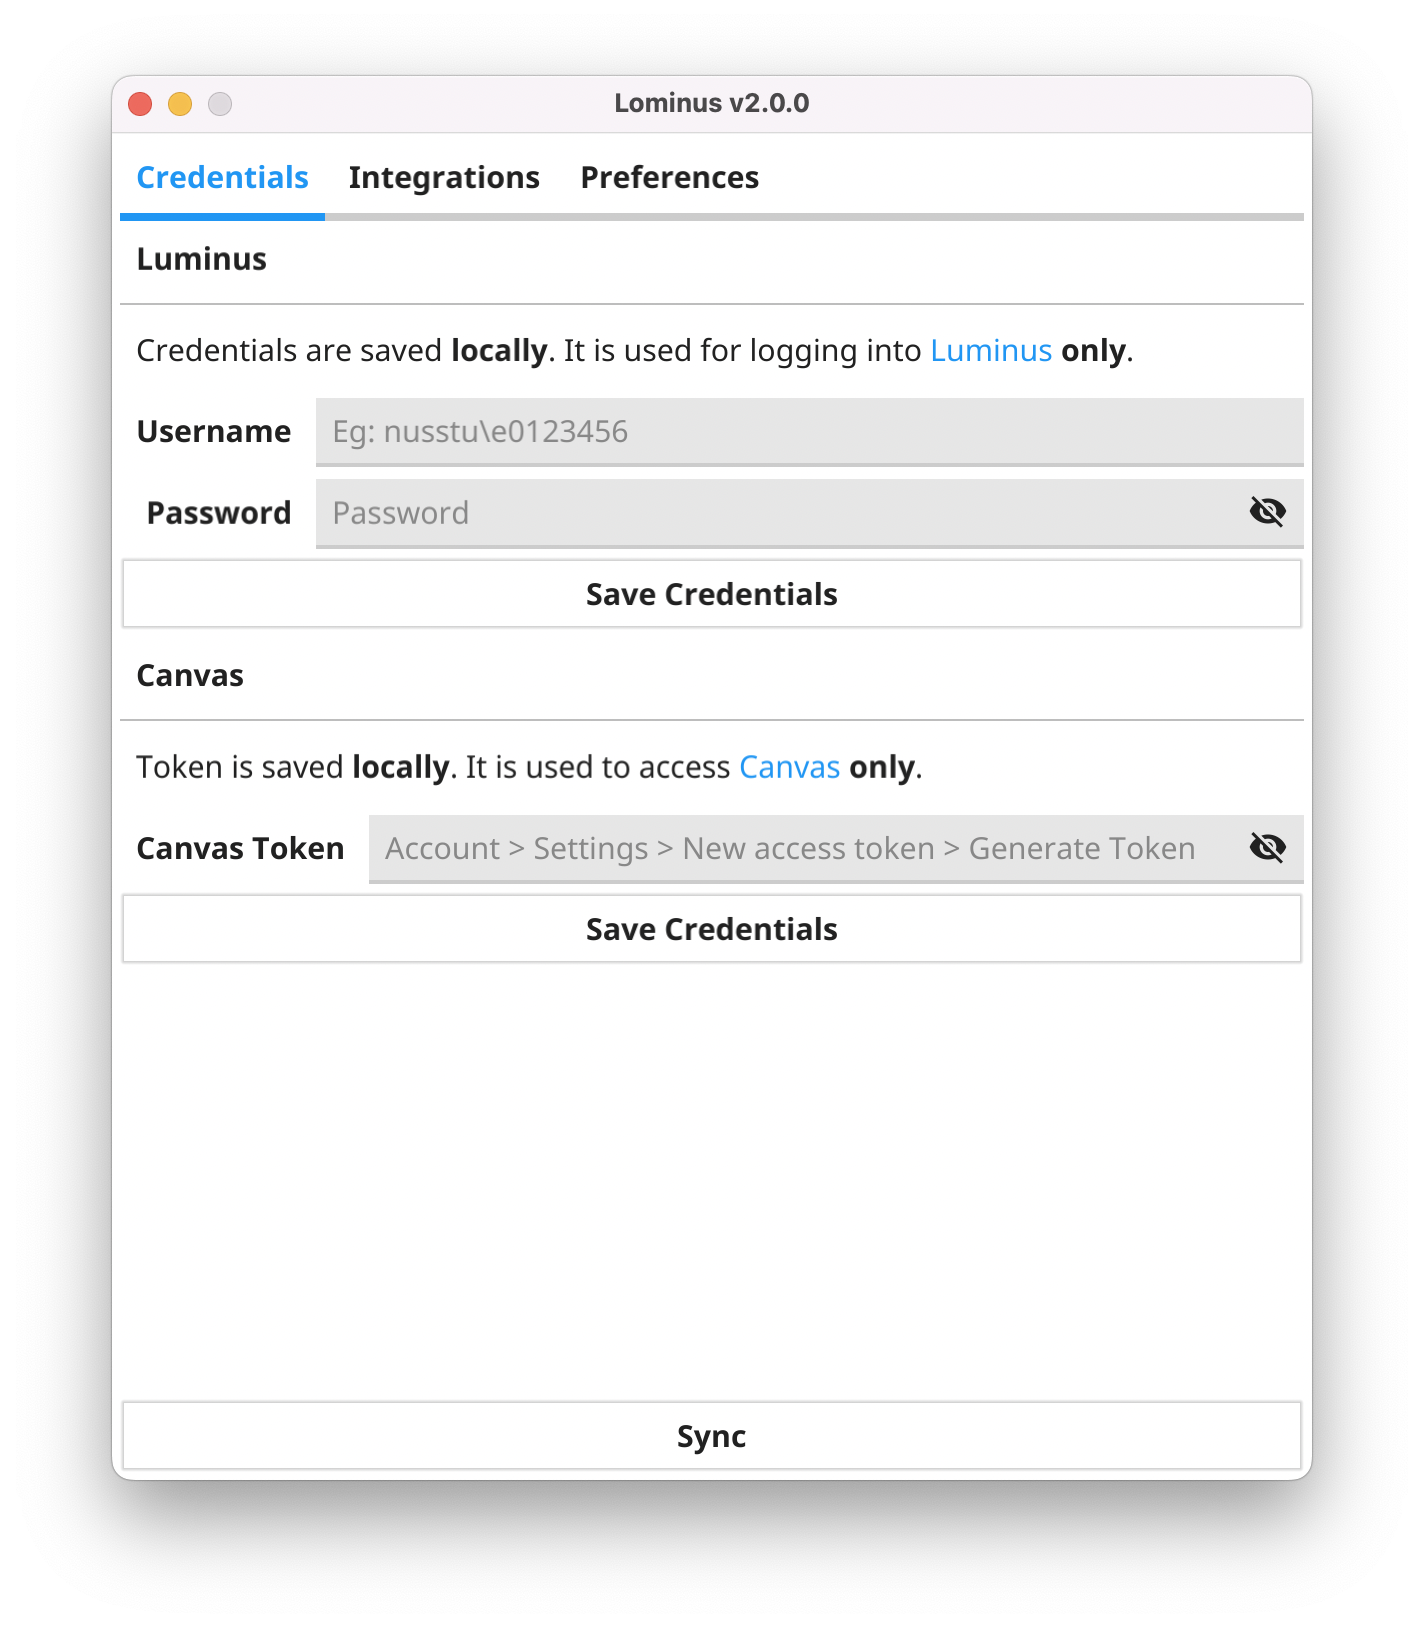 Lominus v2.0.0
Credentials Integrations Preferences
Luminus
Credentials are saved locally. It is used for logging into Luminus only.
Username Eg: nusstu\e0123456
Password Password
Save Credentials
Canvas
Token is saved locally. It is used to access Canvas only.
Canvas Token Account > Settings > New access token > Generate Token
Save Credentials
Sync